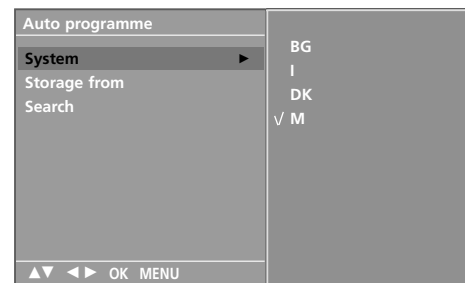 Auto programme
System ►
Storage from
Search
BG
I
DK
√ M
▲▼ ◄ ► OK MENU